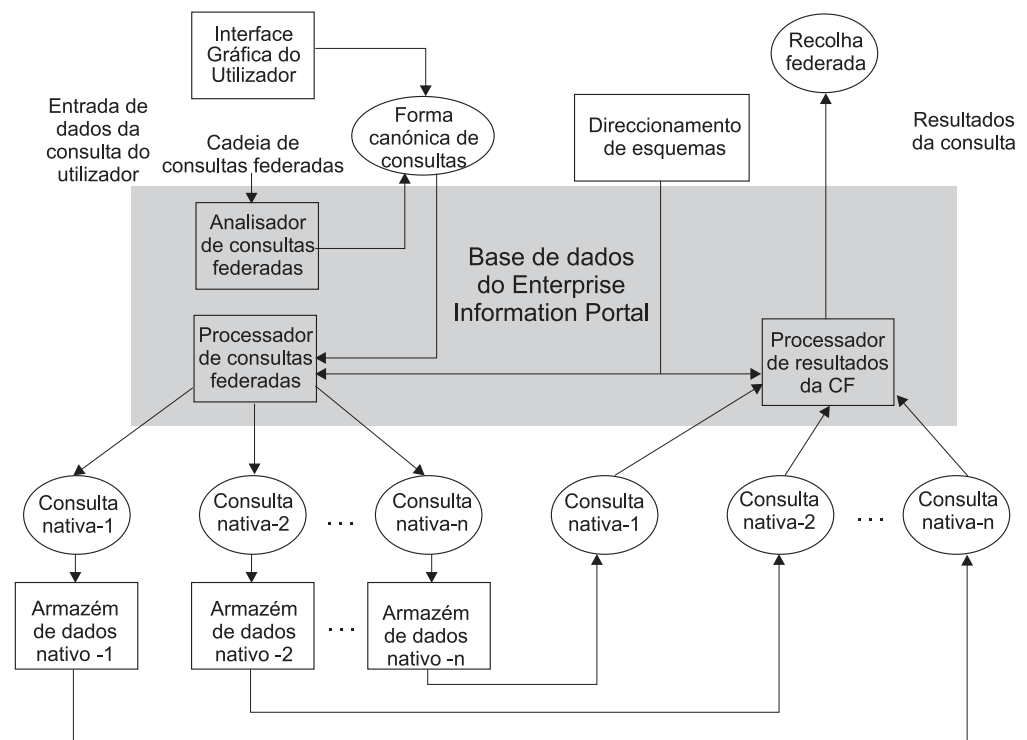 Interface
Gráfica do
Utilizador
Recolha
federada
Entrada de
dados da
consulta do
utilizador
Forma
canónica de
consultas
Direccionamento
de esquemas
Resultados
da consulta
Cadeia de
consultas federadas
Analisador
de consultas
federadas
Base de dados
do Enterprise
Information Portal
Processador
de consultas
federadas
Processador
de resultados
da CF
Consulta
nativa-1
Consulta
nativa-2
...
Consulta
nativa-n
Consulta
nativa-1
Consulta
nativa-2
...
Consulta
nativa-n
Armazém
de dados
nativo -1
Armazém
de dados
nativo -2
...
Armazém
de dados
nativo -n